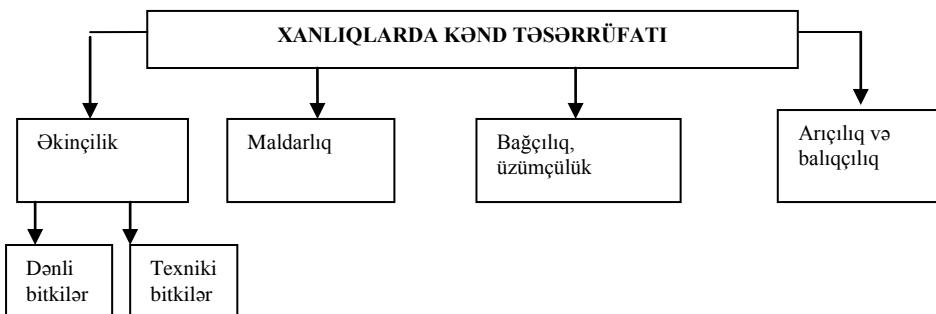 XANLIQLARDA KƏND TƏSƏRRÜFATI
Əkinçilik
Maldarlıq
Bağçılıq,
üzümçülük
Arıçılıq və
balıqçılıq
Dənli
bitkilər
Texniki
bitkilər